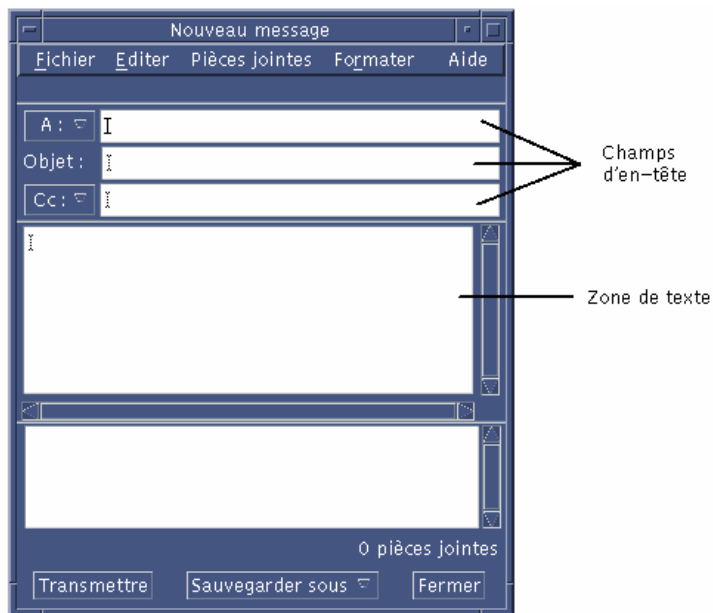 Nouveau message
Fichier Editer Pièces jointes Formater Aide
A :
Objet :
Cc :
Champs
d'en-tête
Zone de texte
0 pièces jointes
Transmettre Sauvegarder sous Fermer